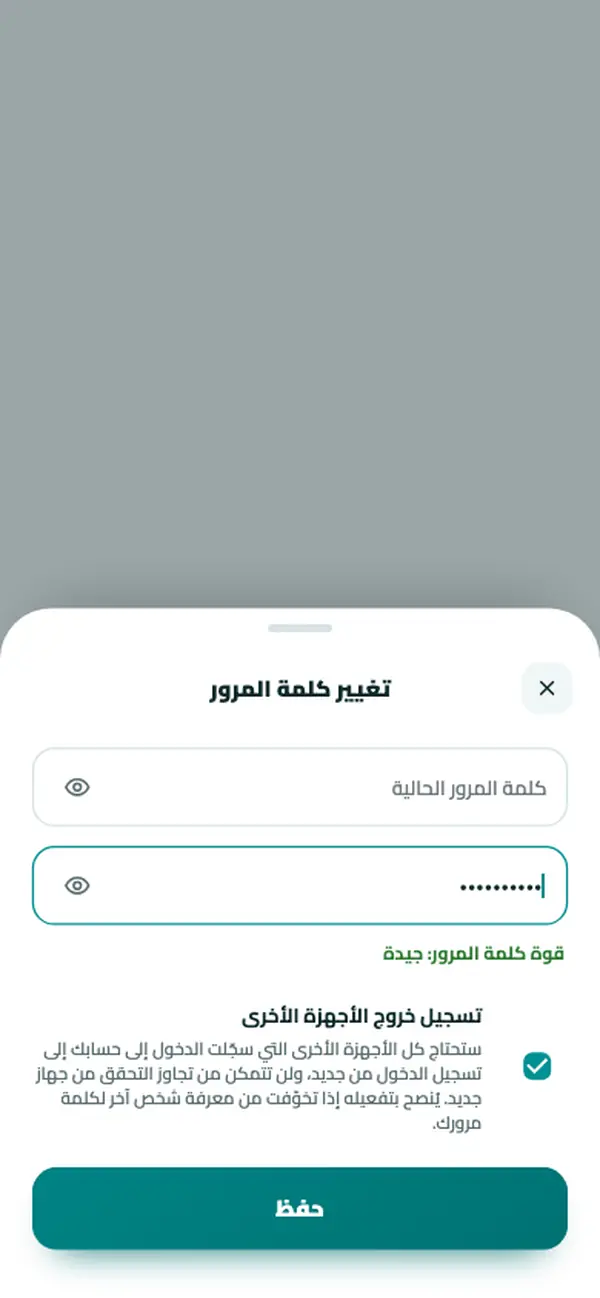 تغيير كلمة المرور
كلمة المرور الحالية
••••••••••
قوة كلمة المرور: جيدة
تسجيل خروج الأجهزة الأخرى
ستحتاج كل الأجهزة الأخرى التي سجّلت الدخول إلى حسابك إلى
تسجيل الدخول من جديد، ولن تتمكن من تجاوز التحقق من جهاز
جديد. يُنصح بتفعيله إذا تخوّفت من معرفة شخص آخر لكلمة
مرورك.
حفظ